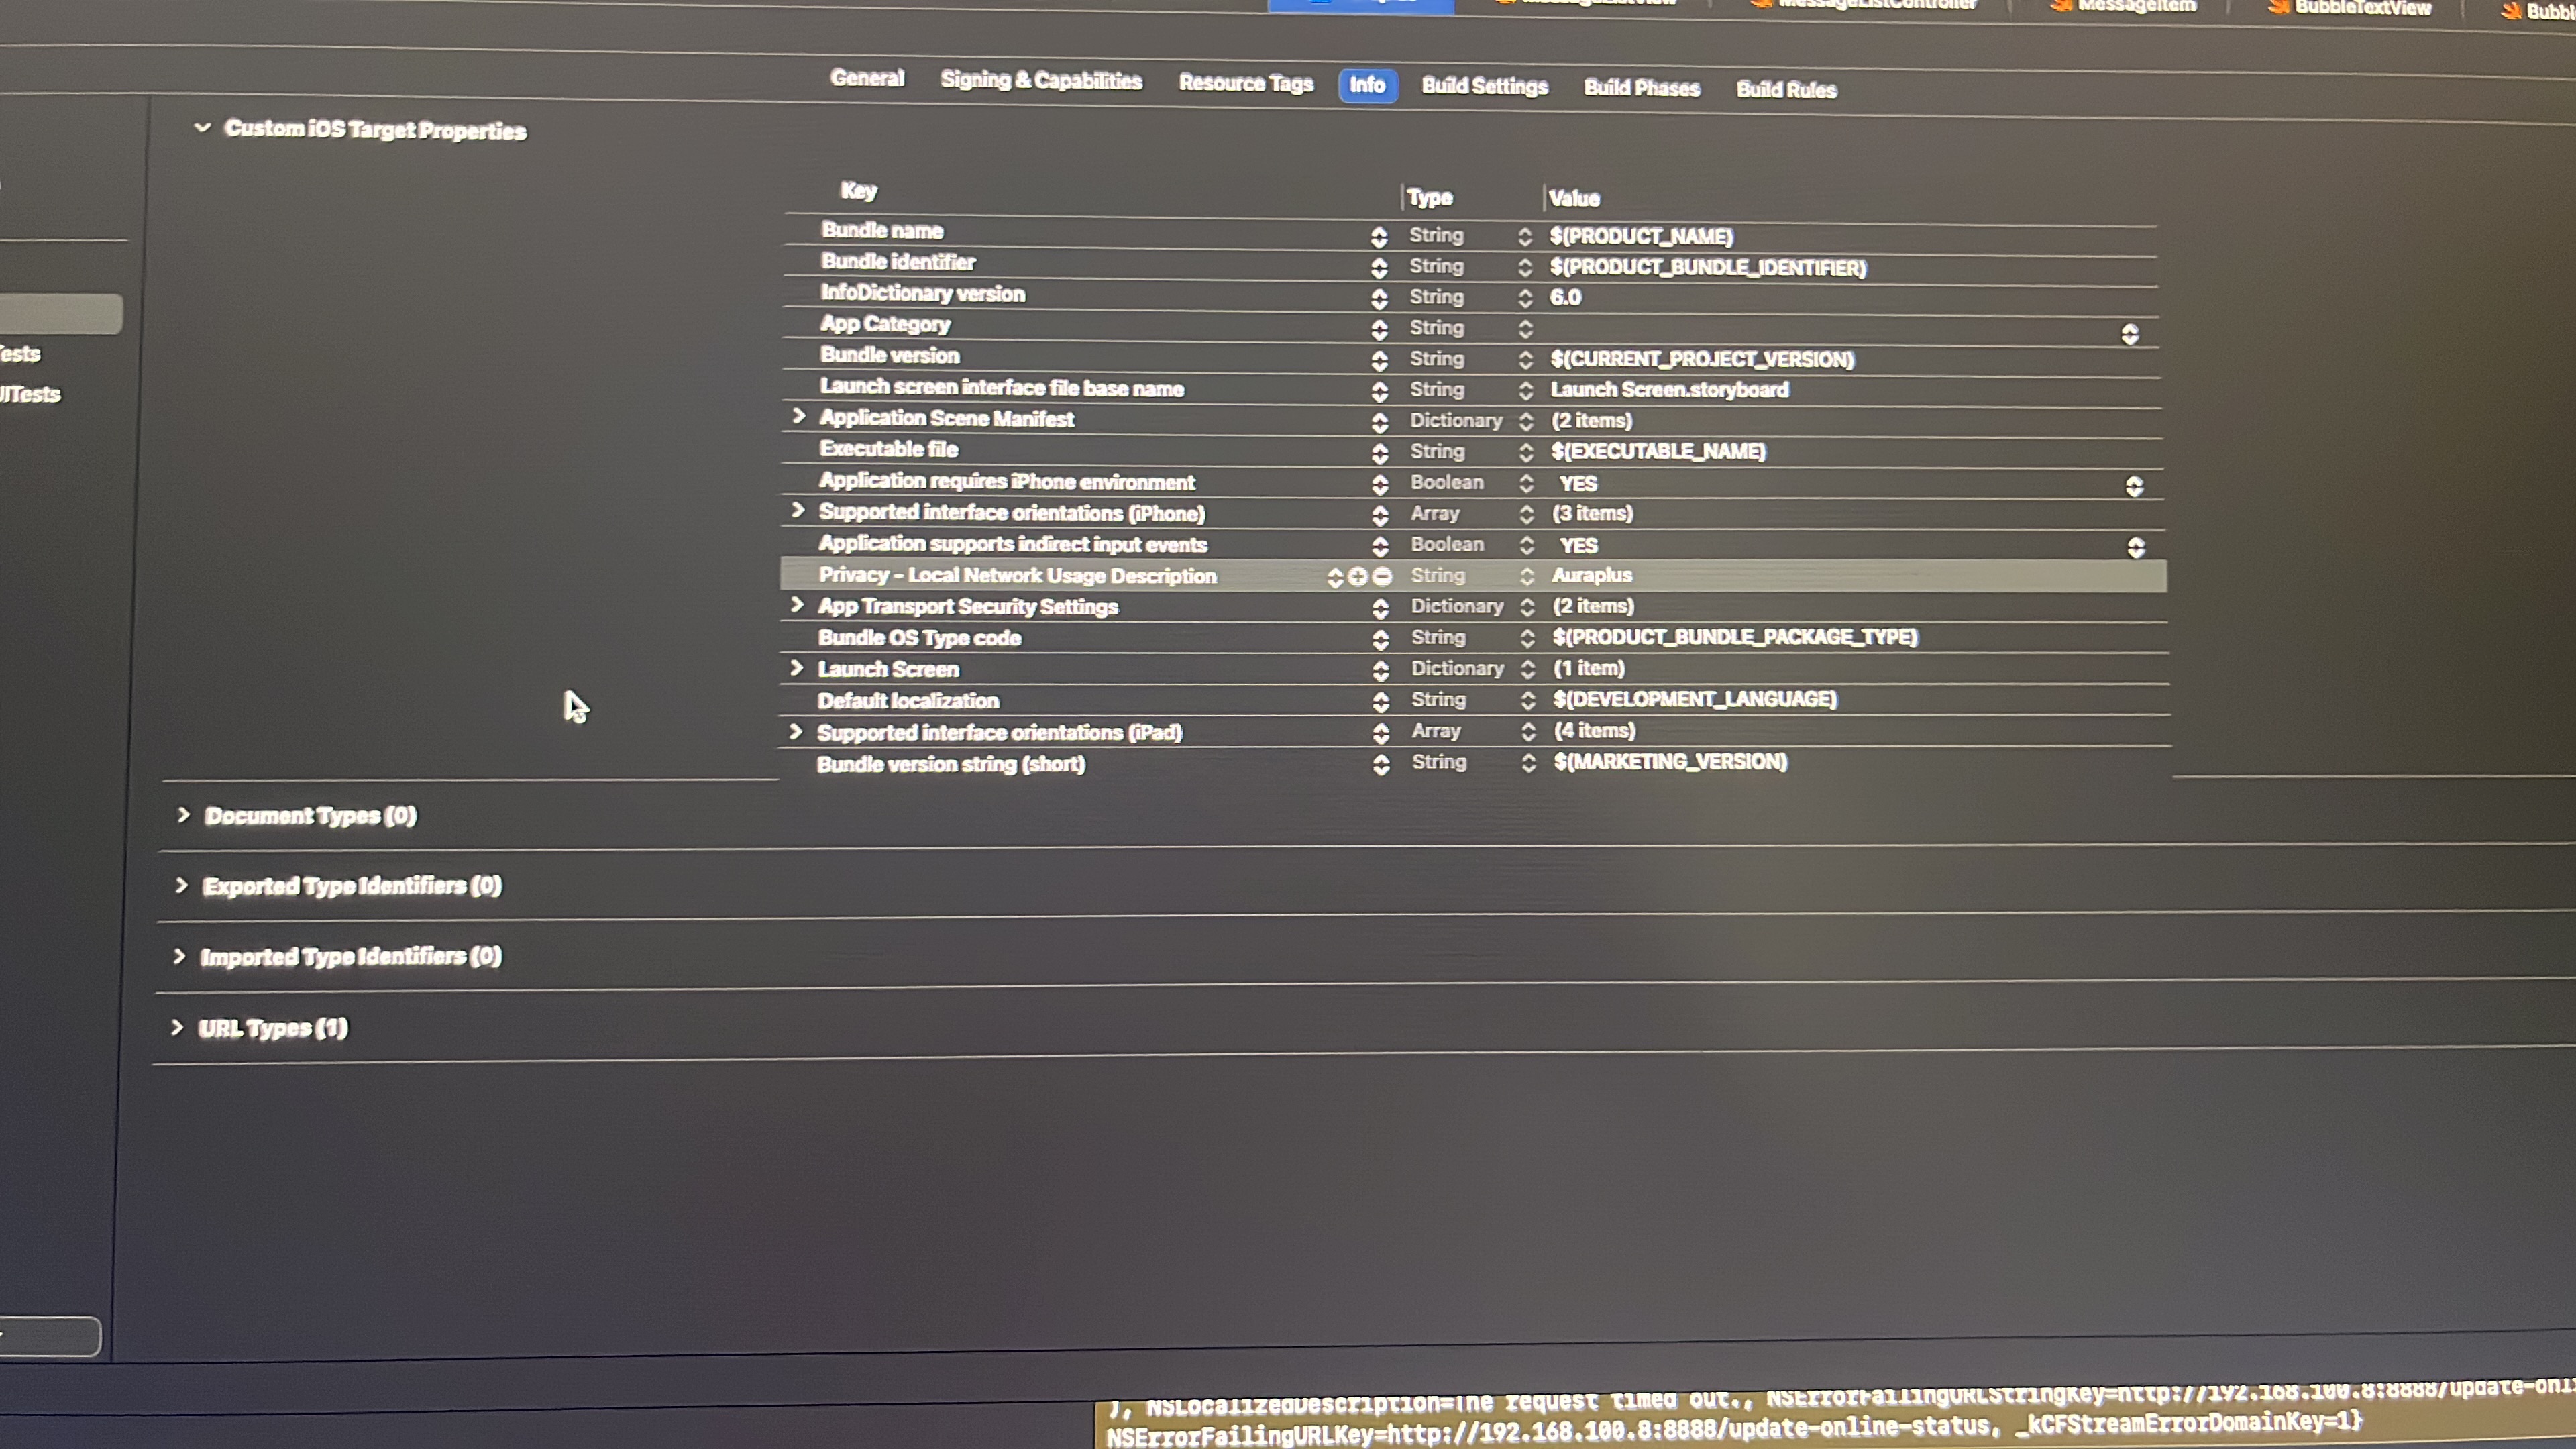 MessageListController
MessageItem
BubbleTextView
General
Signing & Capabilities
Resource Tags
Info
Build Settings
Build Phases
Build Rules
Custom iOS Target Properties
Key Type Value
Bundle name String $(PRODUCT_NAME)
Bundle identifier String $(PRODUCT_BUNDLE_IDENTIFIER)
InfoDictionary version String 6.0
App Category String
Bundle version String $(CURRENT_PROJECT_VERSION)
Launch screen interface file base name String Launch Screen.storyboard
Application Scene Manifest Dictionary (2 items)
Executable file String $(EXECUTABLE_NAME)
Application requires iPhone environment Boolean YES
Supported interface orientations (iPhone) Array (3 items)
Application supports indirect input events Boolean YES
Privacy - Local Network Usage Description String Auraplus
App Transport Security Settings Dictionary (2 items)
Bundle OS Type code String $(PRODUCT_BUNDLE_PACKAGE_TYPE)
Launch Screen Dictionary (1 item)
Default localization String $(DEVELOPMENT_LANGUAGE)
Supported interface orientations (iPad) Array (4 items)
Bundle version string (short) String $(MARKETING_VERSION)
ests
ITests
Document Types (0)
Exported Type Identifiers (0)
Imported Type Identifiers (0)
URL Types (1)
), NSLocalizedDescription=The request timed out., NSErrorFailingURLStringKey=http://192.168.100.8:8888/update-onl
NSErrorFailingURLKey=http://192.168.100.8:8888/update-online-status, _kCFStreamErrorDomainKey=1}